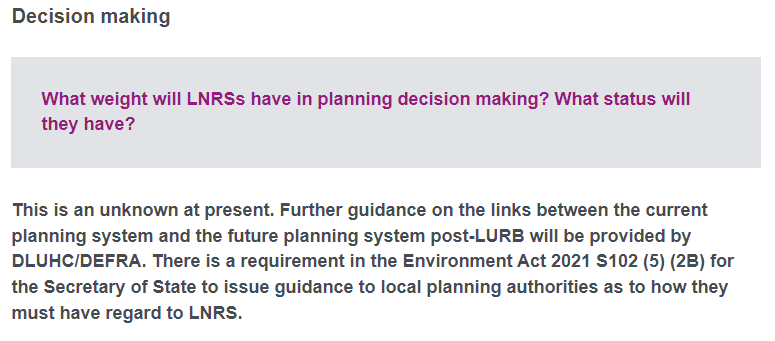 Decision making
What weight will LNRSs have in planning decision making? What status will
they have?
This is an unknown at present. Further guidance on the links between the current
planning system and the future planning system post-LURB will be provided by
DLUHC/DEFRA. There is a requirement in the Environment Act 2021 S102 (5) (2B) for
the Secretary of State to issue guidance to local planning authorities as to how they
must have regard to LNRS.